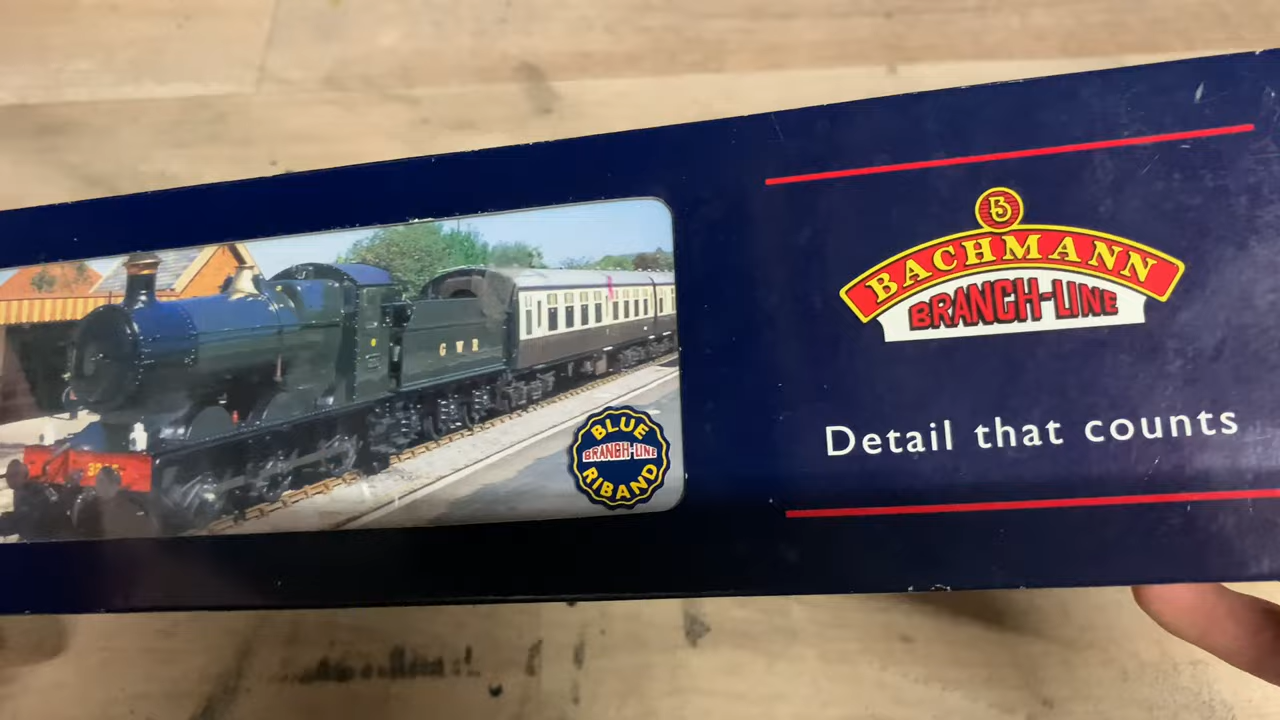 B
BACHMANN
BRANCH-LINE
Detail that counts
G W R
BLUE
BRANCH-LINE
RIBAND